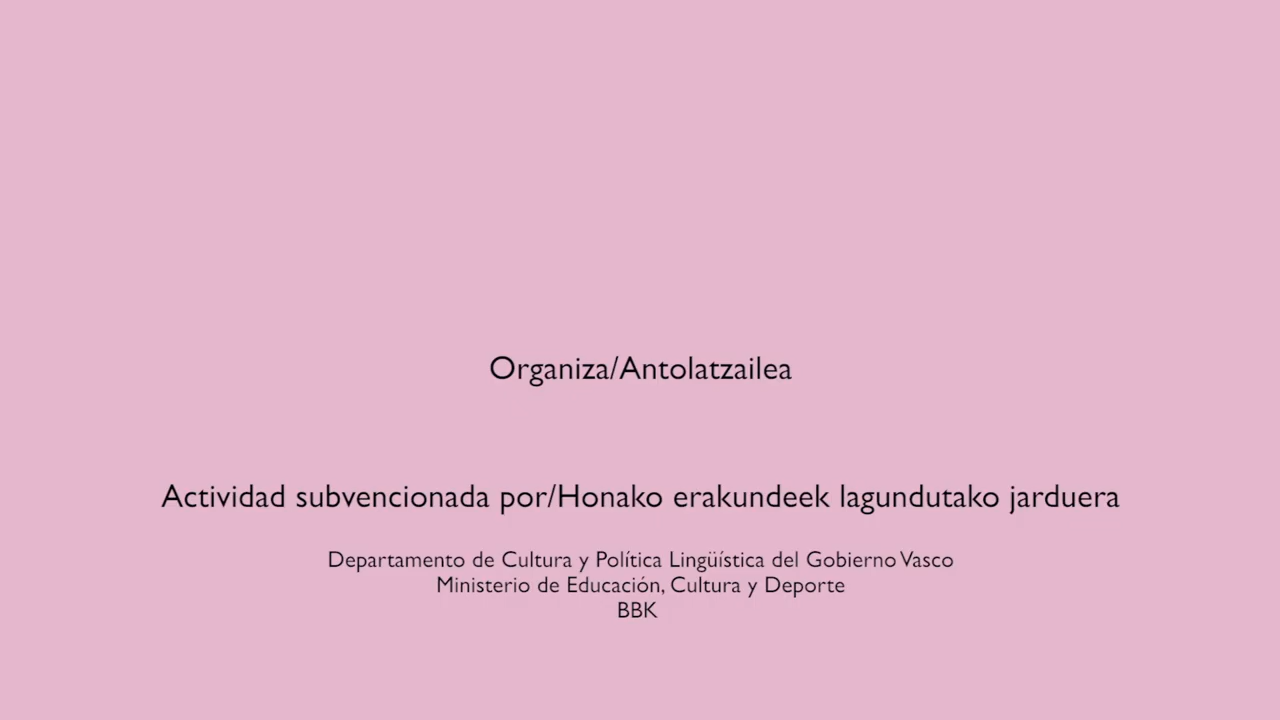 Organiza/Antolatzailea
Actividad subvencionada por/Honako erakundeek lagundutako jarduera
Departamento de Cultura y Política Lingüística del Gobierno Vasco
Ministerio de Educación, Cultura y Deporte
BBK